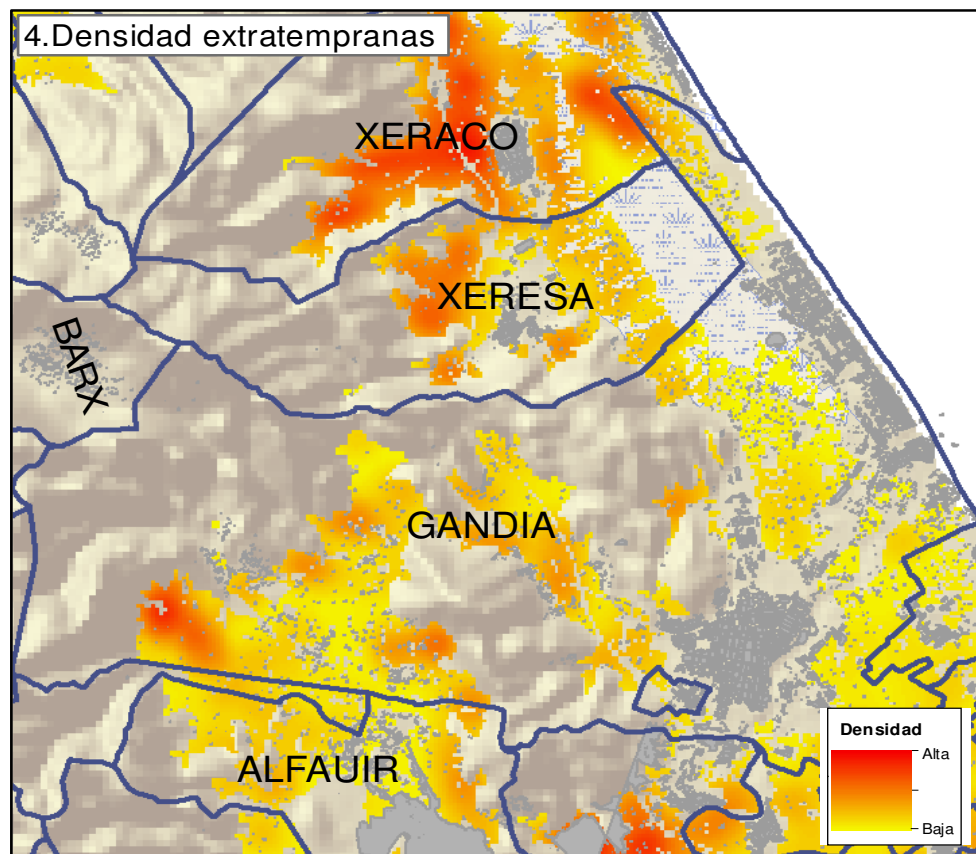 4.Densidad extratempranas
XERACO
XERESA
BARX
GANDIA
ALFAUIR
Densidad
Alta
Baja